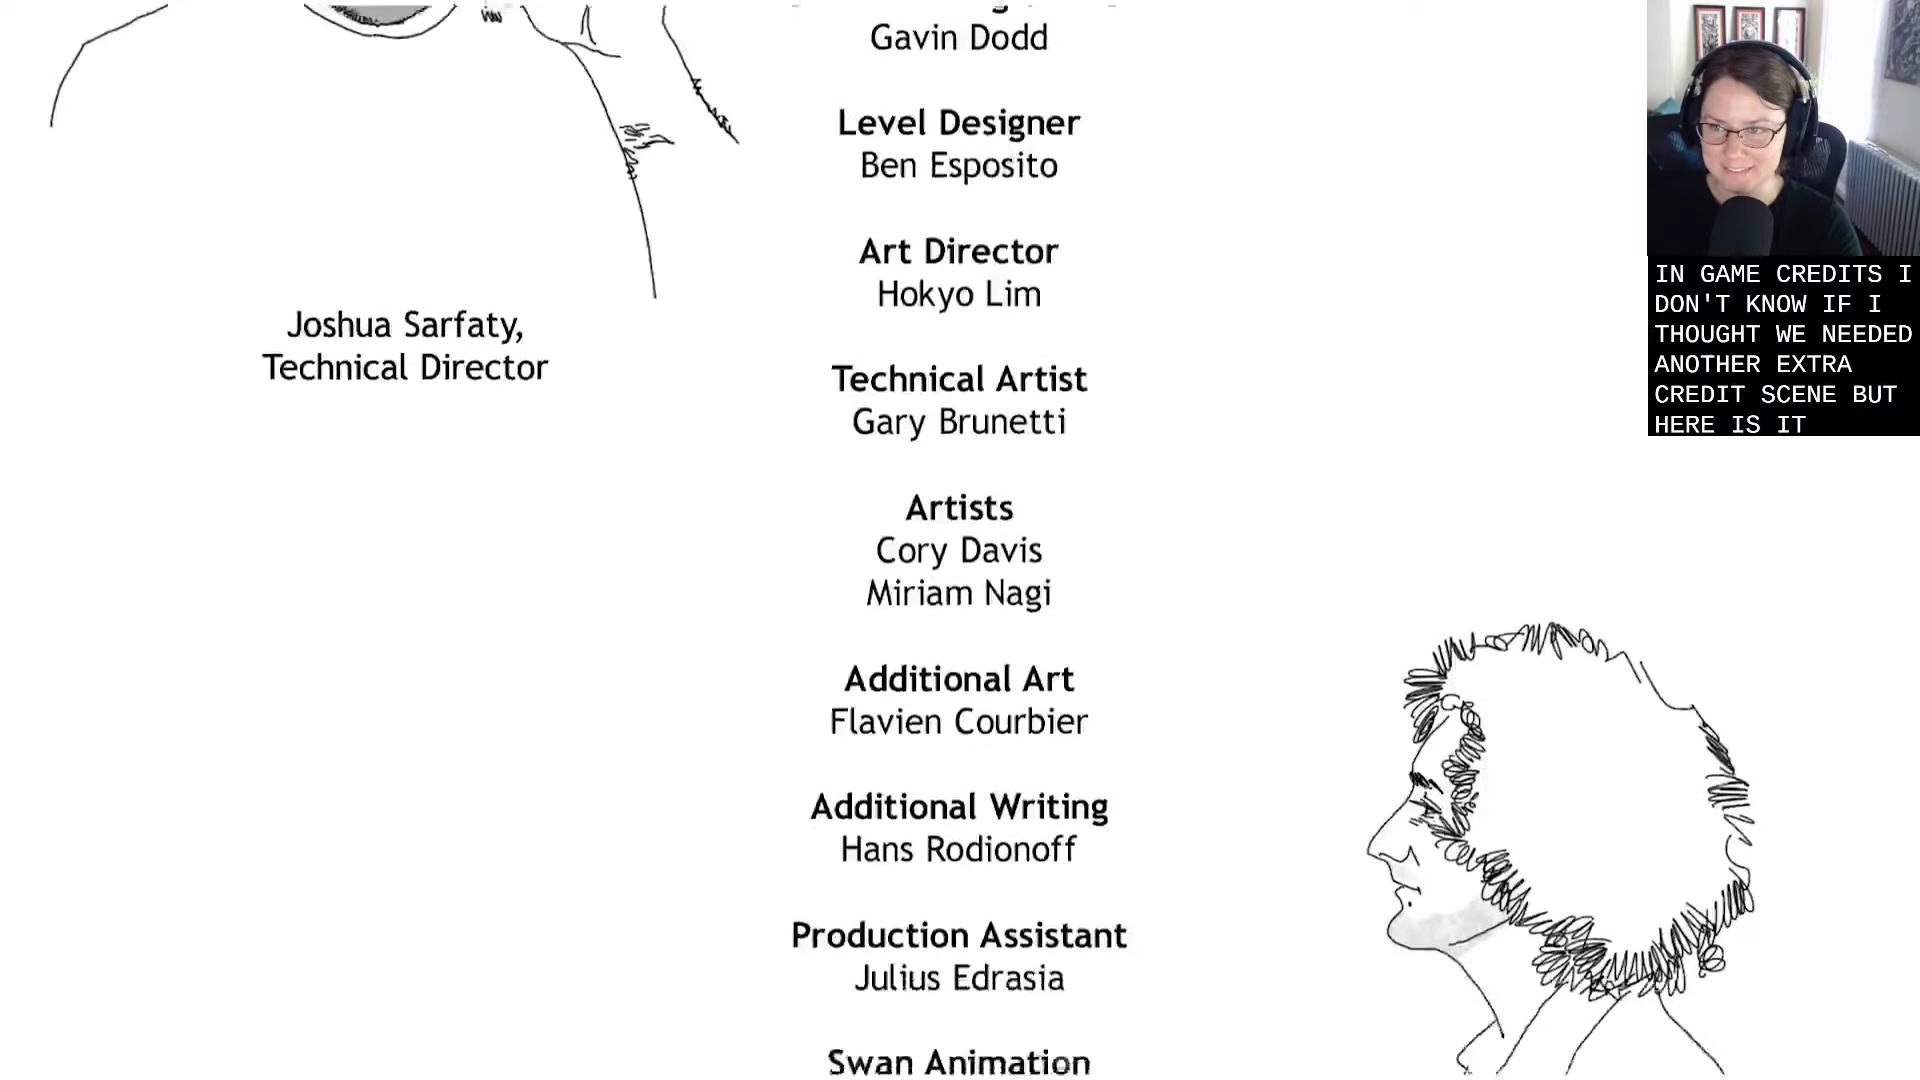 Gavin Dodd
Level Designer
Ben Esposito
Art Director
Hokyo Lim
Joshua Sarfaty,
Technical Director
Technical Artist
Gary Brunetti
Artists
Cory Davis
Miriam Nagi
Additional Art
Flavien Courbier
Additional Writing
Hans Rodionoff
Production Assistant
Julius Edrasia
Swan Animation
IN GAME CREDITS I
DON'T KNOW IF I
THOUGHT WE NEEDED
ANOTHER EXTRA
CREDIT SCENE BUT
HERE IS IT